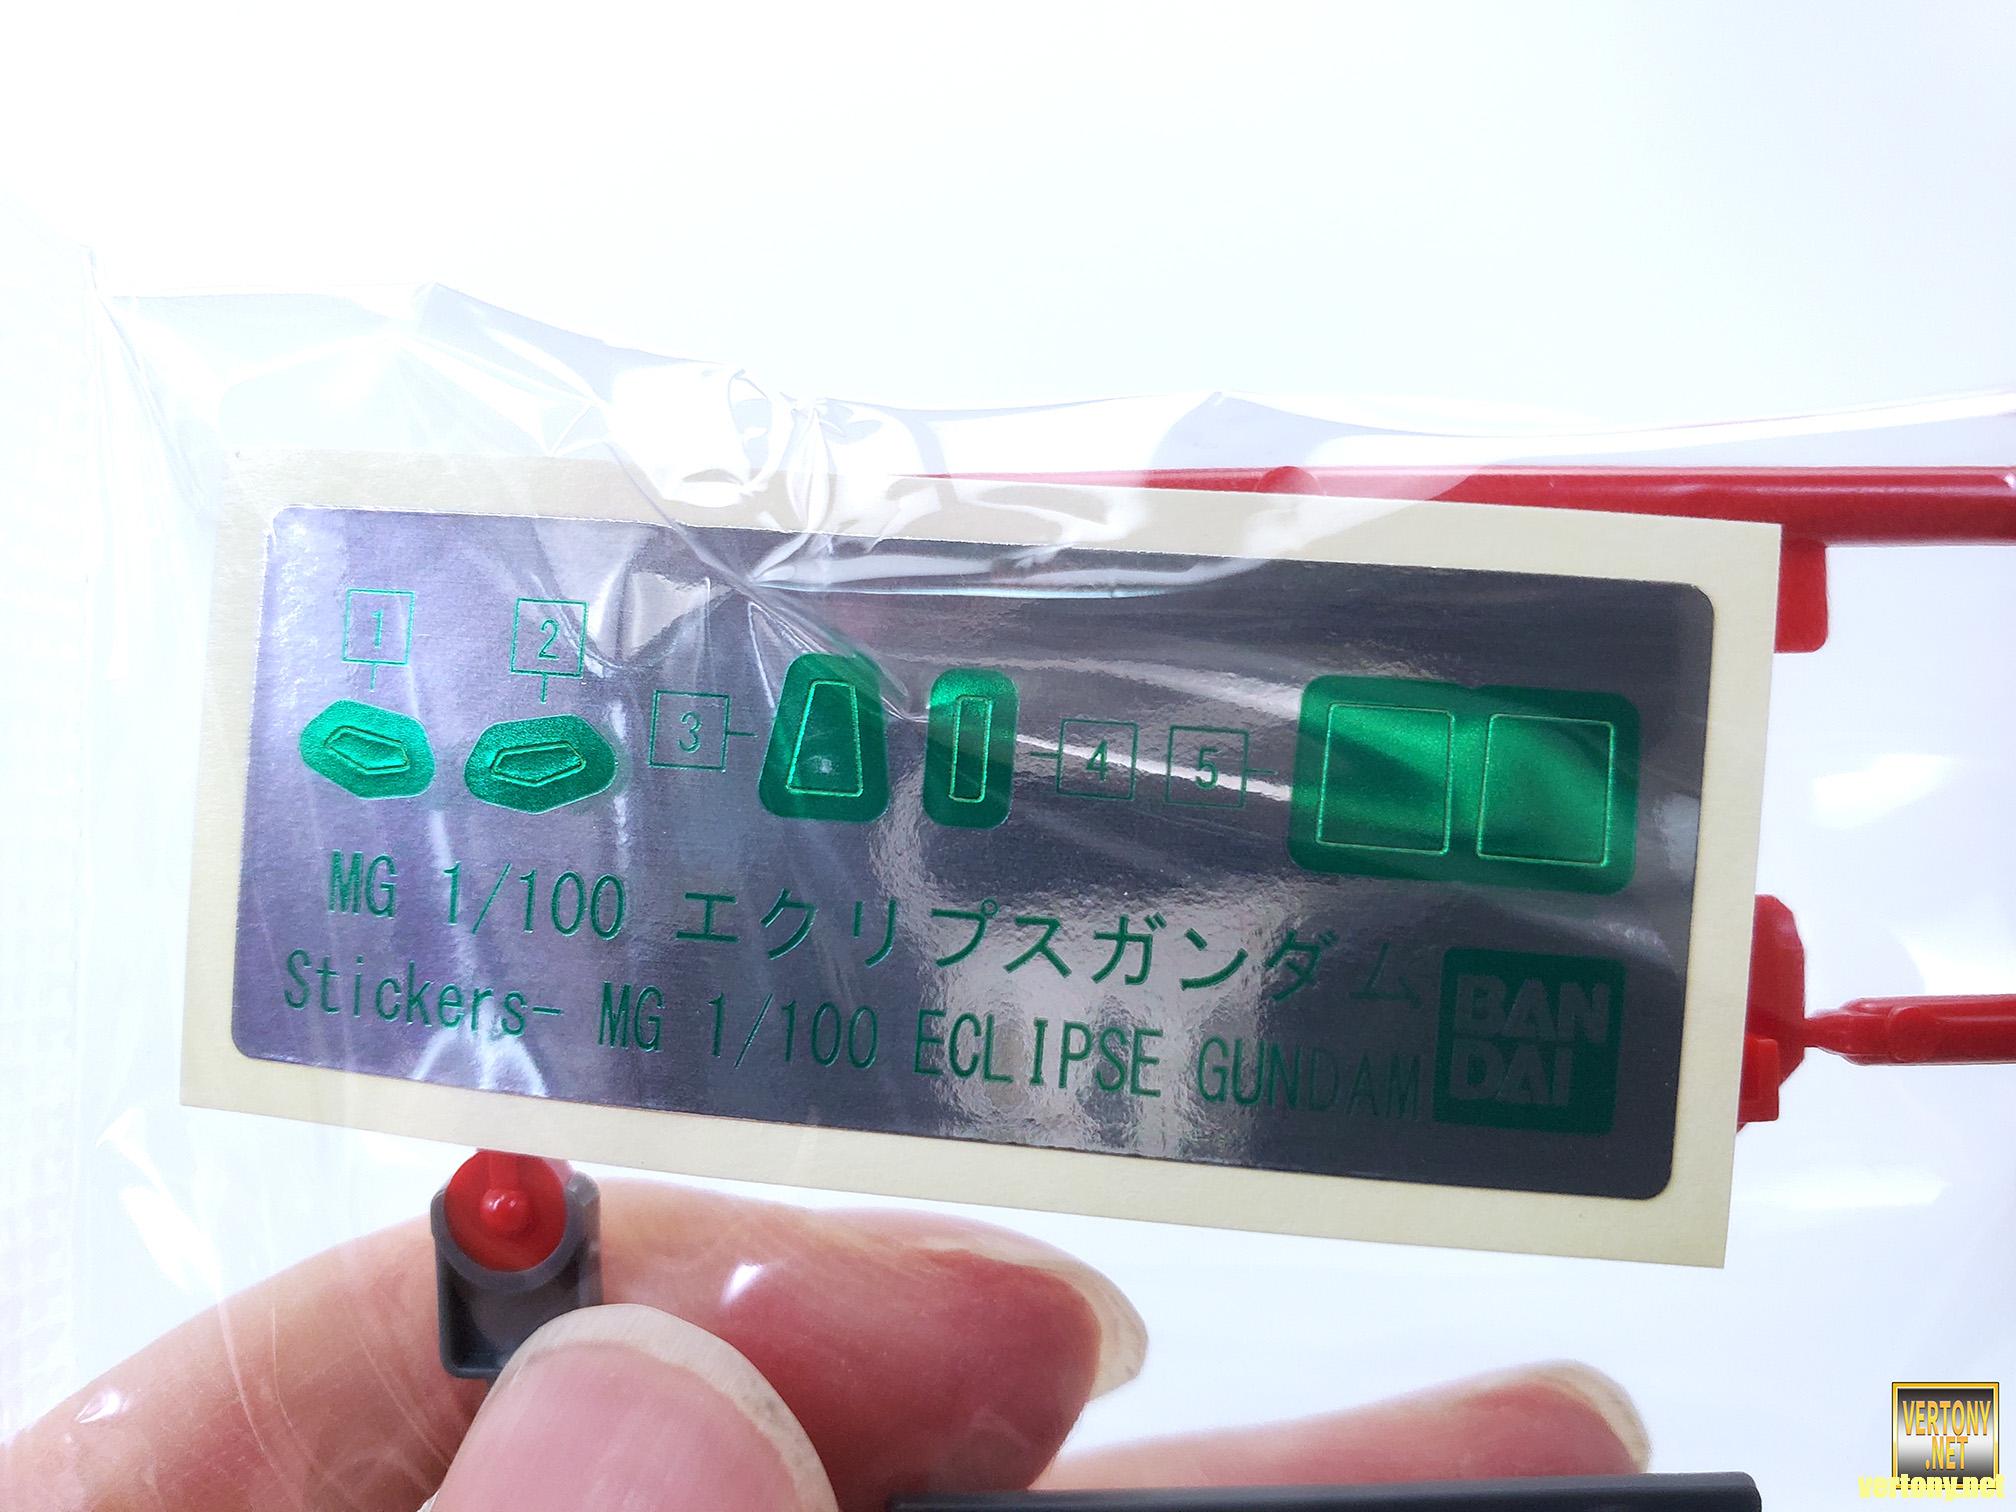 1
2
3
4
5
MG 1/100 エクリプスガンダム
Stickers- MG 1/100 ECLIPSE GUNDAM
BAN
DAI
VERTONY
.NET
vertony.net